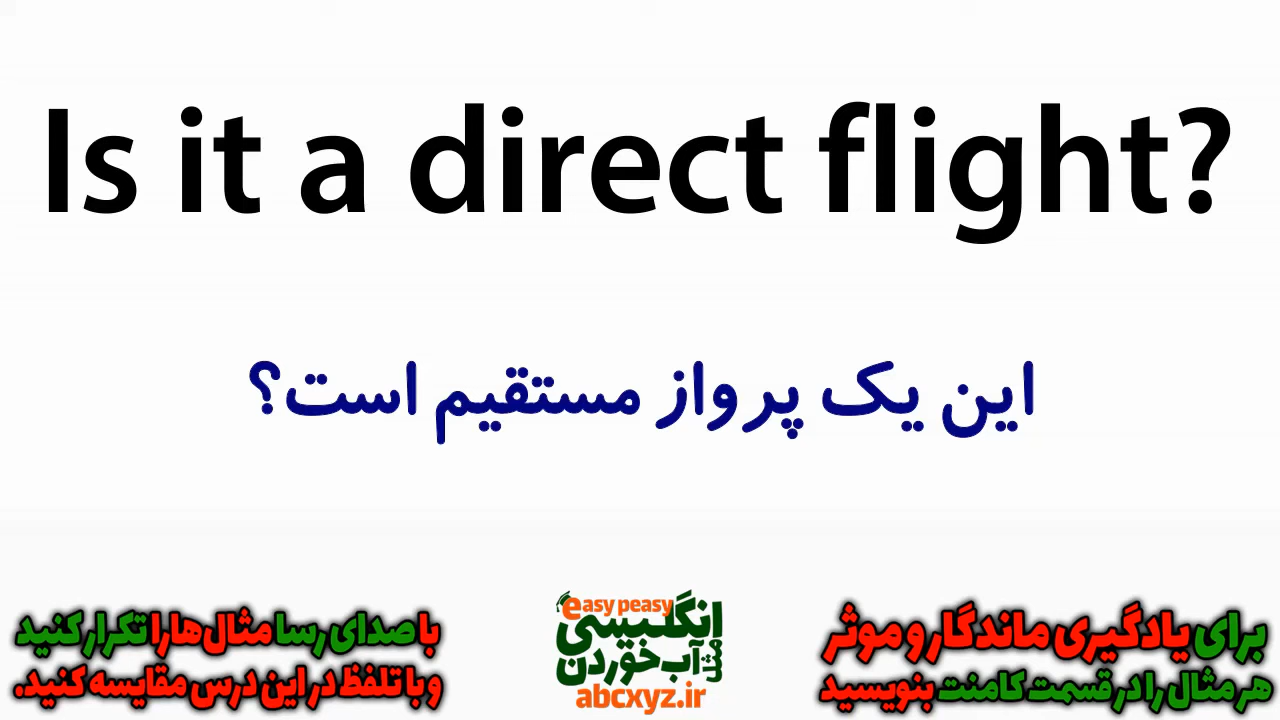 Is it a direct flight?
این یک پرواز مستقیم است؟
برای یادگیری ماندگار و موثر
هر مثال را در قسمت کامنت بنویسید
easy peasy
انگلیسی
مثل آب خوردن
abcxyz.ir
با صدای رسا مثال‌ها را تکرار کنید
و با تلفظ در این درس مقایسه کنید.